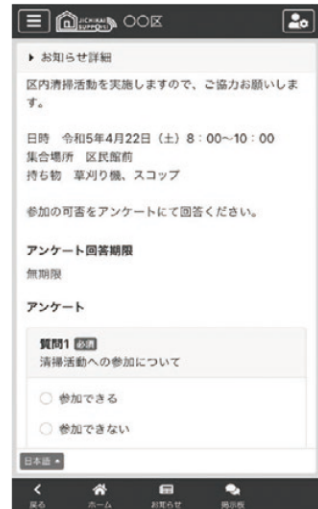 JICHIKAI
SUPPORT
〇〇区
お知らせ詳細
区内清掃活動を実施しますので、ご協力お願いしま
す。
日時 令和5年4月22日（土）8：00〜10：00
集合場所 区民館前
持ち物 草刈り機、スコップ
参加の可否をアンケートにて回答ください。
アンケート回答期限
無期限
アンケート
質問1 必須
清掃活動への参加について
参加できる
参加できない
日本語
戻る ホーム お知らせ 掲示板